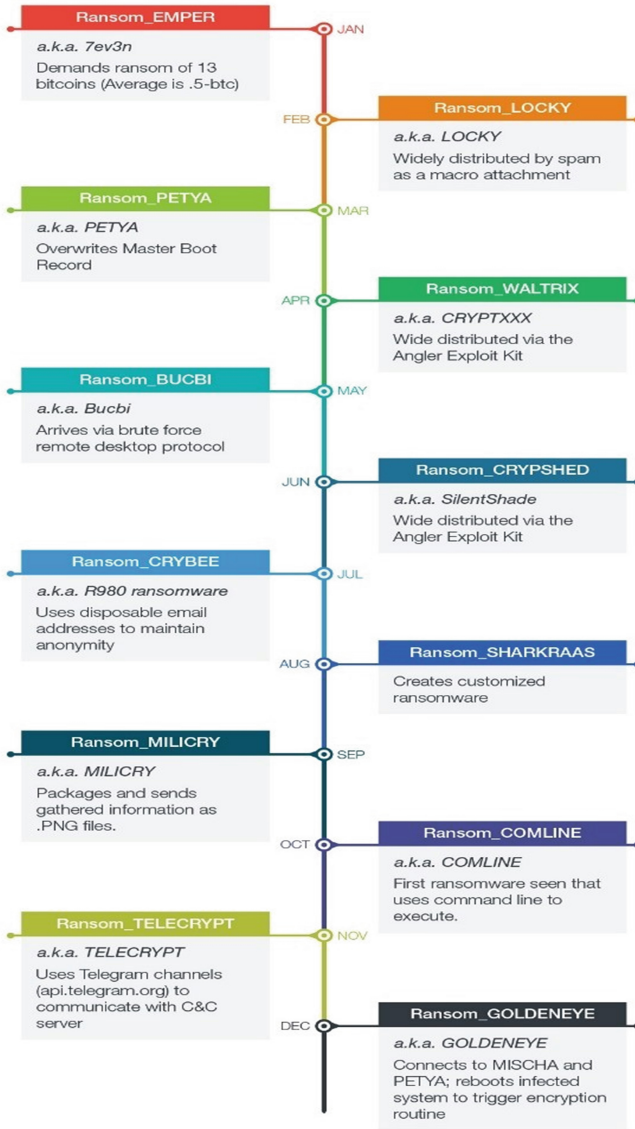 Ransom_EMPER
JAN
a.k.a. 7ev3n
Demands ransom of 13
bitcoins (Average is .5-btc)
FEB
Ransom_LOCKY
a.k.a. LOCKY
Widely distributed by spam
as a macro attachment
Ransom_PETYA
MAR
a.k.a. PETYA
Overwrites Master Boot
Record
APR
Ransom_WALTRIX
a.k.a. CRYPTXXX
Wide distributed via the
Angler Exploit Kit
Ransom_BUCBI
MAY
a.k.a. Bucbi
Arrives via brute force
remote desktop protocol
JUN
Ransom_CRYPSHED
a.k.a. SilentShade
Wide distributed via the
Angler Exploit Kit
Ransom_CRYBEE
JUL
a.k.a. R980 ransomware
Uses disposable email
addresses to maintain
anonymity
AUG
Ransom_SHARKRAAS
Creates customized
ransomware
Ransom_MILICRY
SEP
a.k.a. MILICRY
Packages and sends
gathered information as
.PNG files.
OCT
Ransom_COMLINE
a.k.a. COMLINE
First ransomware seen that
uses command line to
execute.
Ransom_TELECRYPT
NOV
a.k.a. TELECRYPT
Uses Telegram channels
(api.telegram.org) to
communicate with C&C
server
DEC
Ransom_GOLDENEYE
a.k.a. GOLDENEYE
Connects to MISCHA and
PETYA; reboots infected
system to trigger encryption
routine